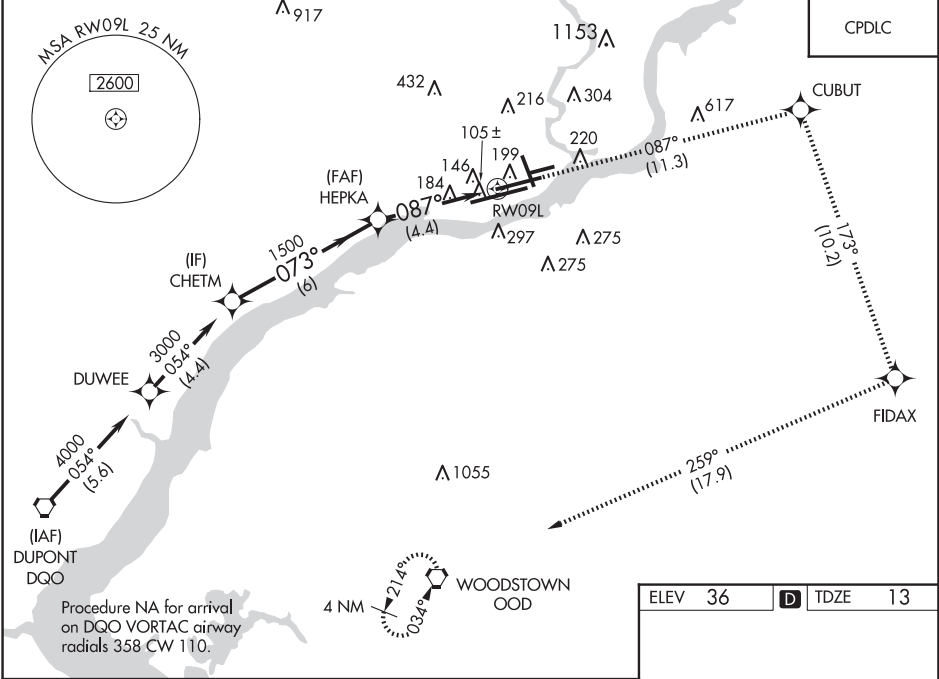 MSA RW09L 25 NM
2600
917
1153
CPDLC
432
216
304
617
CUBUT
105 ±
220
146
199
184
087°
(11.3)
(FAF)
HEPKA
087°
(4.4)
RW09L
297
275
275
1500
073°
(6)
(IF)
CHETM
173°
(10.2)
3000
054°
(4.4)
DUWEE
FIDAX
4000
054°
(5.6)
259°
(17.9)
1055
(IAF)
DUPONT
DQO
214°
034°
4 NM
WOODSTOWN
OOD
Procedure NA for arrival
on DQO VORTAC airway
radials 358 CW 110.
ELEV 36 D TDZE 13